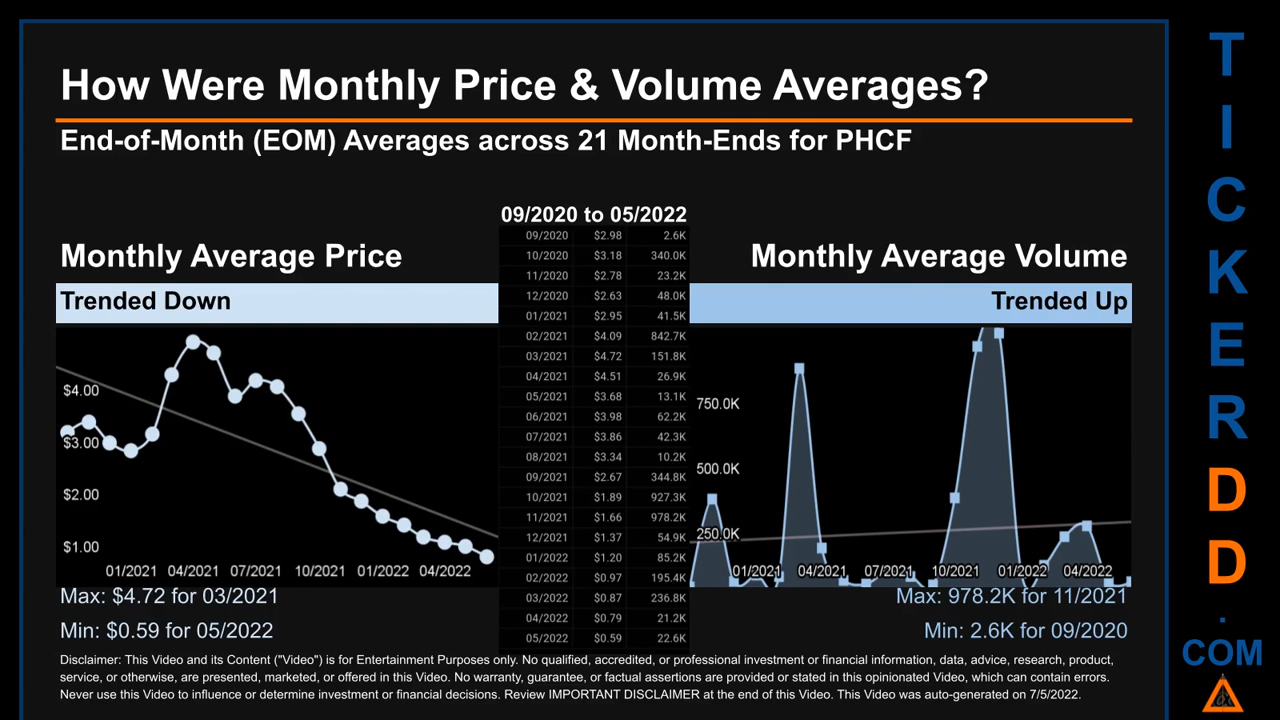 How Were Monthly Price & Volume Averages?
End-of-Month (EOM) Averages across 21 Month-Ends for PHCF
09/2020 to 05/2022
Monthly Average Price
Trended Down
$4.00
$3.00
$2.00
$1.00
01/2021 04/2021 07/2021 10/2021 01/2022 04/2022
Max: $4.72 for 03/2021
Min: $0.59 for 05/2022
09/2020 $2.98 2.6K
10/2020 $3.18 340.0K
11/2020 $2.78 23.2K
12/2020 $2.63 48.0K
01/2021 $2.95 41.5K
02/2021 $4.09 842.7K
03/2021 $4.72 151.8K
04/2021 $4.51 26.9K
05/2021 $3.68 13.1K
06/2021 $3.98 62.2K
07/2021 $3.86 42.3K
08/2021 $3.34 10.2K
09/2021 $2.67 344.8K
10/2021 $1.89 927.3K
11/2021 $1.66 978.2K
12/2021 $1.37 54.9K
01/2022 $1.20 85.2K
02/2022 $0.97 195.4K
03/2022 $0.87 236.8K
04/2022 $0.79 21.2K
05/2022 $0.59 22.6K
Monthly Average Volume
Trended Up
750.0K
500.0K
250.0K
01/2021 04/2021 07/2021 10/2021 01/2022 04/2022
Max: 978.2K for 11/2021
Min: 2.6K for 09/2020
Disclaimer: This Video and its Content ("Video") is for Entertainment Purposes only. No qualified, accredited, or professional investment or financial information, data, advice, research, product,
service, or otherwise, are presented, marketed, or offered in this Video. No warranty, guarantee, or factual assertions are provided or stated in this opinionated Video, which can contain errors.
Never use this Video to influence or determine investment or financial decisions. Review IMPORTANT DISCLAIMER at the end of this Video. This Video was auto-generated on 7/5/2022.
T
I
C
K
E
R
D
D
.
COM